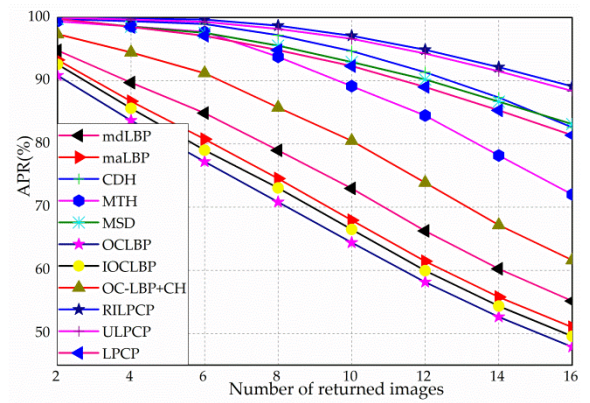 100
90
80
70
60
50
APR(%)
mdLBP
maLBP
CDH
MTH
MSD
OCLBP
IOCLBP
OC-LBP+CH
RILPCP
ULPCP
LPCP
2 4 6 8 10 12 14 16
Number of returned images